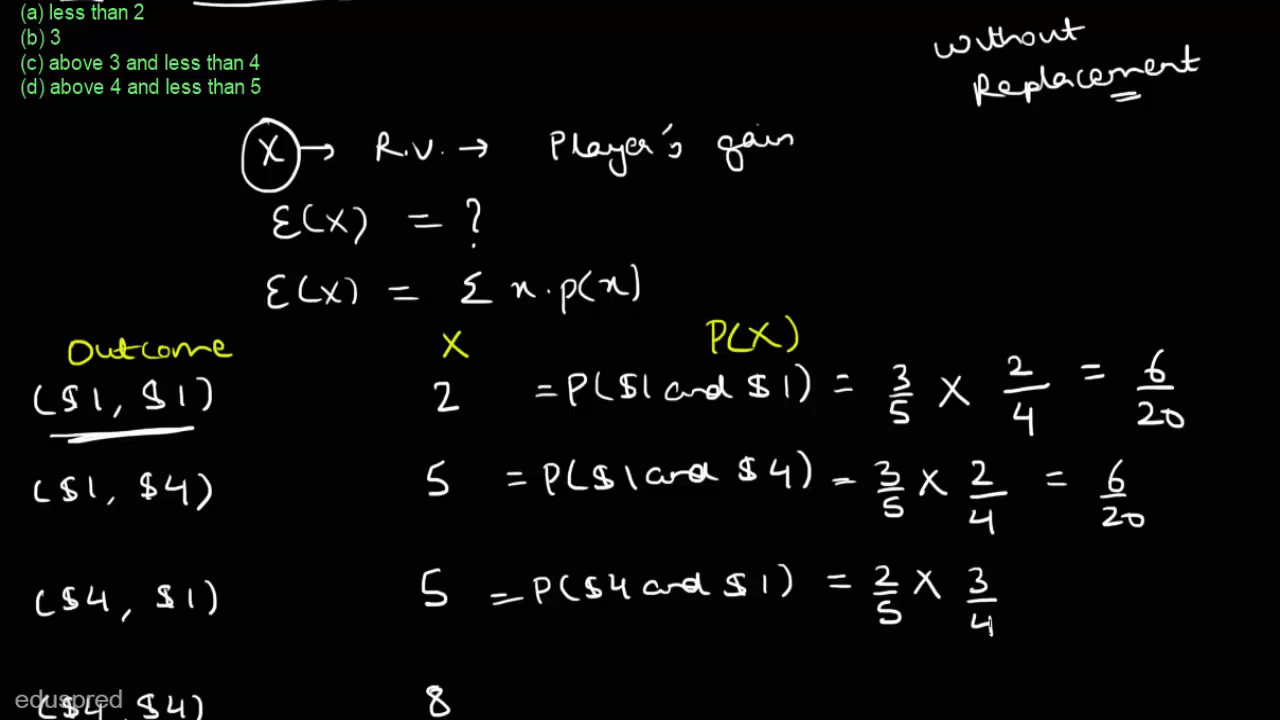 (a) less than 2
(b) 3
(c) above 3 and less than 4
(d) above 4 and less than 5
without
Replacement
X → R.V. → Player's gain
E(X) = ?
E(X) = Σ x.p(x)
Outcome X P(X)
($1, $1) 2 = P($1 and $1) = 3/5 × 2/4 = 6/20
($1, $4) 5 = P($1 and $4) = 3/5 × 2/4 = 6/20
($4, $1) 5 = P($4 and $1) = 2/5 × 3/4
($4, $4) 8
eduspred